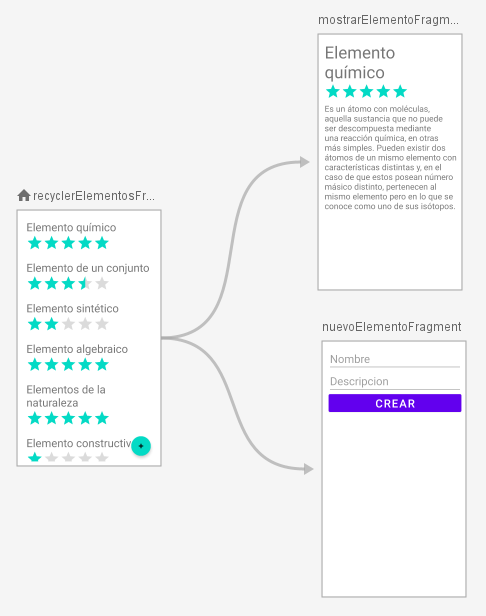 mostrarElementoFragm...
Elemento
químico
Es un átomo con moléculas,
aquella sustancia que no puede
ser descompuesta mediante
una reacción química, en otras
más simples. Pueden existir dos
átomos de un mismo elemento con
características distintas y, en el
caso de que estos posean número
másico distinto, pertenecen al
mismo elemento pero en lo que se
conoce como uno de sus isótopos.
recyclerElementosFr...
Elemento químico
Elemento de un conjunto
Elemento sintético
Elemento algebraico
Elementos de la
naturaleza
Elemento constructiv
nuevoElementoFragment
Nombre
Descripcion
CREAR